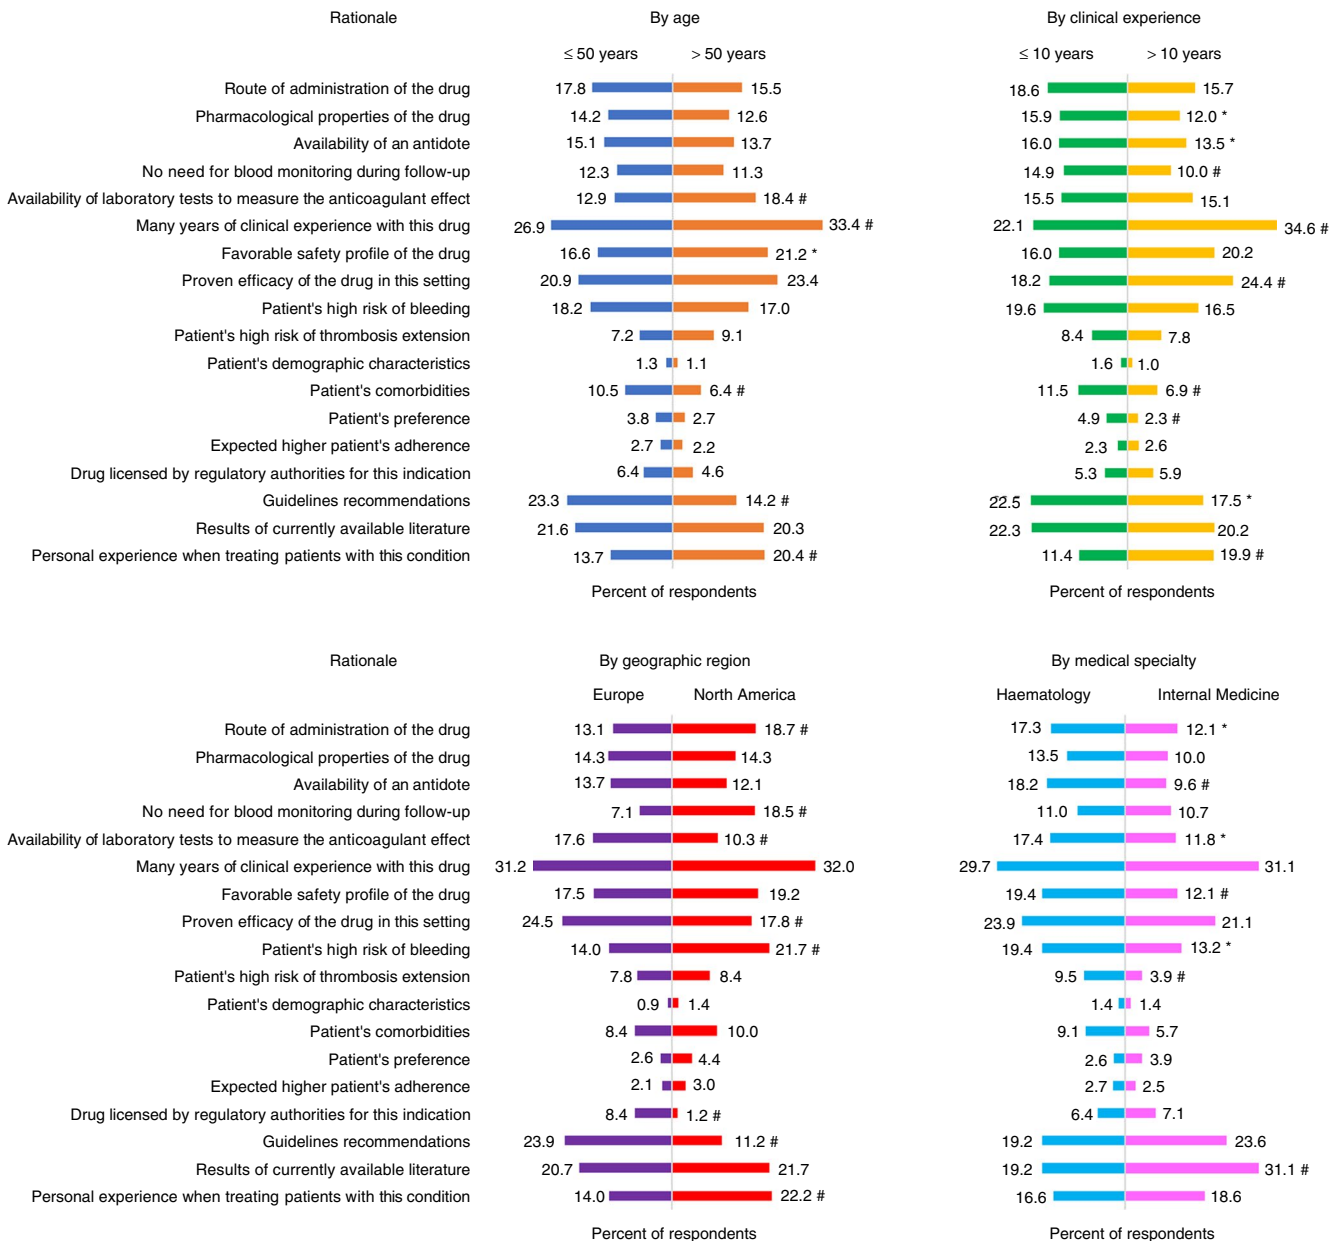 Rationale By age By clinical experience
≤ 50 years > 50 years ≤ 10 years > 10 years
Route of administration of the drug 17.8 15.5 18.6 15.7
Pharmacological properties of the drug 14.2 12.6 15.9 12.0 *
Availability of an antidote 15.1 13.7 16.0 13.5 *
No need for blood monitoring during follow-up 12.3 11.3 14.9 10.0 #
Availability of laboratory tests to measure the anticoagulant effect 12.9 18.4 # 15.5 15.1
Many years of clinical experience with this drug 26.9 33.4 # 22.1 34.6 #
Favorable safety profile of the drug 16.6 21.2 * 16.0 20.2
Proven efficacy of the drug in this setting 20.9 23.4 18.2 24.4 #
Patient's high risk of bleeding 18.2 17.0 19.6 16.5
Patient's high risk of thrombosis extension 7.2 9.1 8.4 7.8
Patient's demographic characteristics 1.3 1.1 1.6 1.0
Patient's comorbidities 10.5 6.4 # 11.5 6.9 #
Patient's preference 3.8 2.7 4.9 2.3 #
Expected higher patient's adherence 2.7 2.2 2.3 2.6
Drug licensed by regulatory authorities for this indication 6.4 4.6 5.3 5.9
Guidelines recommendations 23.3 14.2 # 22.5 17.5 *
Results of currently available literature 21.6 20.3 22.3 20.2
Personal experience when treating patients with this condition 13.7 20.4 # 11.4 19.9 #
Percent of respondents Percent of respondents
Rationale By geographic region By medical specialty
Europe North America Haematology Internal Medicine
Route of administration of the drug 13.1 18.7 # 17.3 12.1 *
Pharmacological properties of the drug 14.3 14.3 13.5 10.0
Availability of an antidote 13.7 12.1 18.2 9.6 #
No need for blood monitoring during follow-up 7.1 18.5 # 11.0 10.7
Availability of laboratory tests to measure the anticoagulant effect 17.6 10.3 # 17.4 11.8 *
Many years of clinical experience with this drug 31.2 32.0 29.7 31.1
Favorable safety profile of the drug 17.5 19.2 19.4 12.1 #
Proven efficacy of the drug in this setting 24.5 17.8 # 23.9 21.1
Patient's high risk of bleeding 14.0 21.7 # 19.4 13.2 *
Patient's high risk of thrombosis extension 7.8 8.4 9.5 3.9 #
Patient's demographic characteristics 0.9 1.4 1.4 1.4
Patient's comorbidities 8.4 10.0 9.1 5.7
Patient's preference 2.6 4.4 2.6 3.9
Expected higher patient's adherence 2.1 3.0 2.7 2.5
Drug licensed by regulatory authorities for this indication 8.4 1.2 # 6.4 7.1
Guidelines recommendations 23.9 11.2 # 19.2 23.6
Results of currently available literature 20.7 21.7 19.2 31.1 #
Personal experience when treating patients with this condition 14.0 22.2 # 16.6 18.6
Percent of respondents Percent of respondents